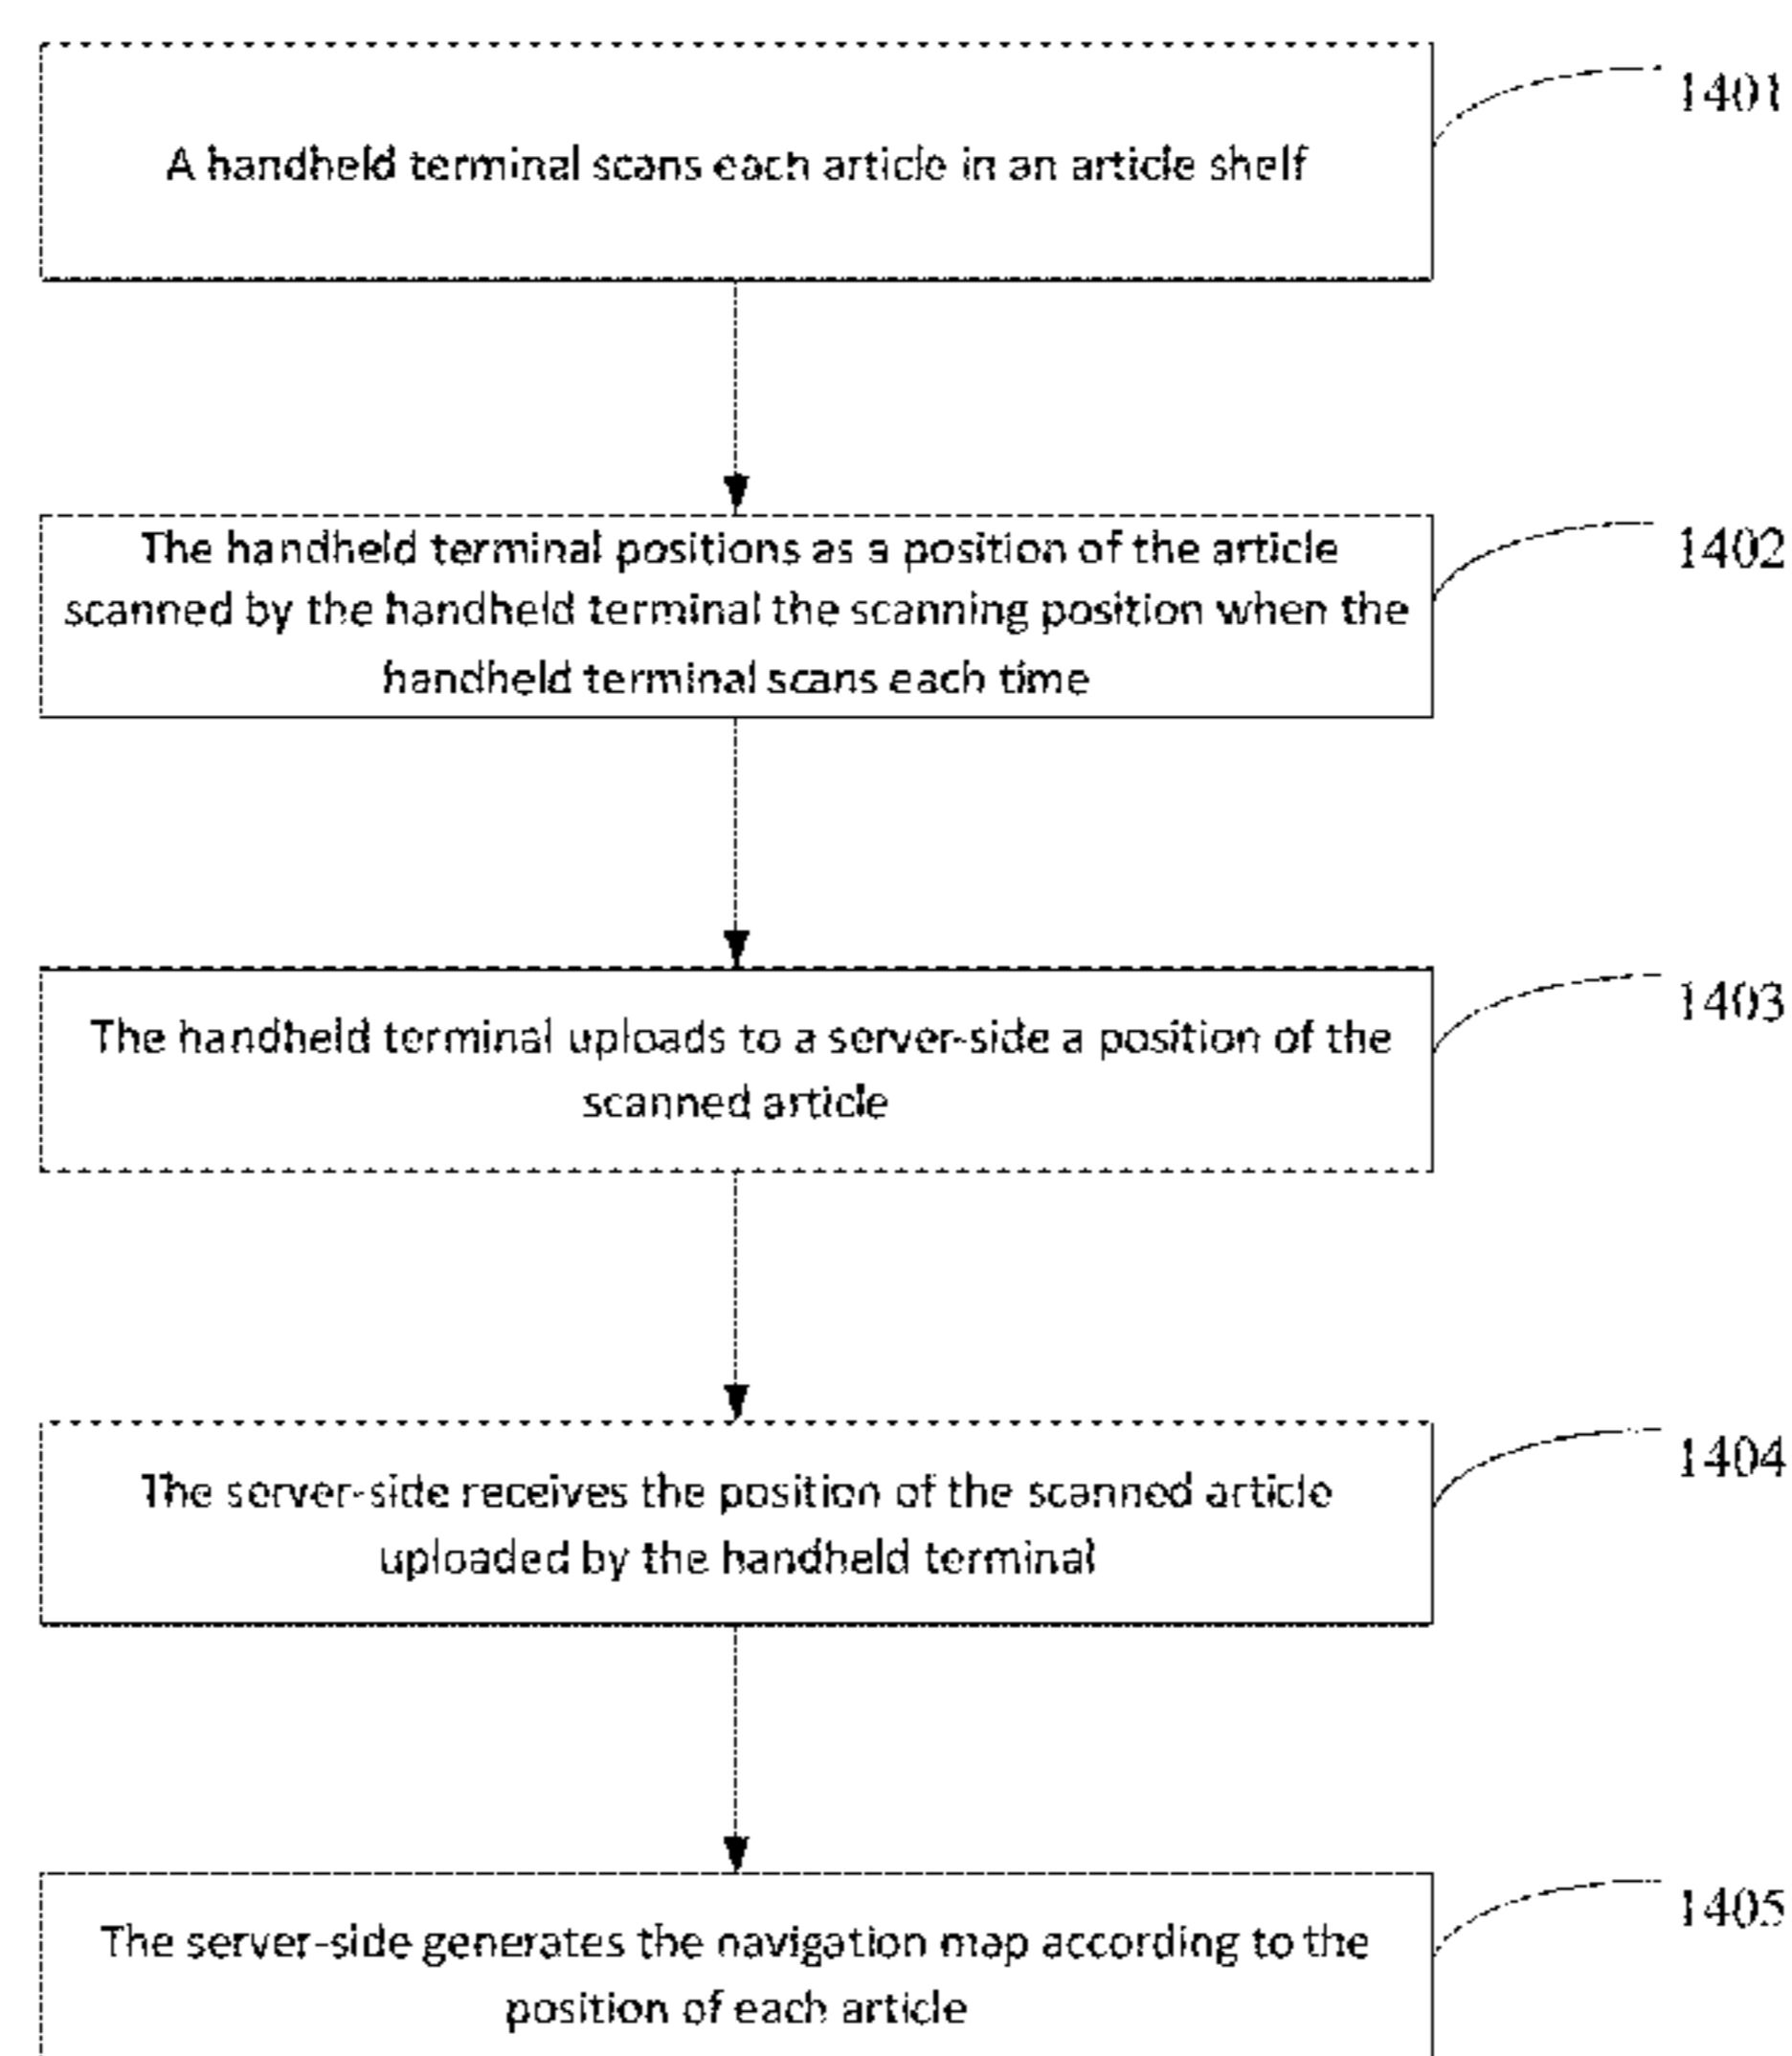 1401
A handheld terminal scans each article in an article shelf
The handheld terminal positions as a position of the article
1402
scanned by the handheld terminal the scanning position when the
handheld terminal scans each time
1403
The handheld terminal uploads to a server-side a position of the
scanned article
1404
The server-side receives the position of the scanned article
uploaded by the handheld terminal
1405
The server-side generates the navigation map according to the
position of each article